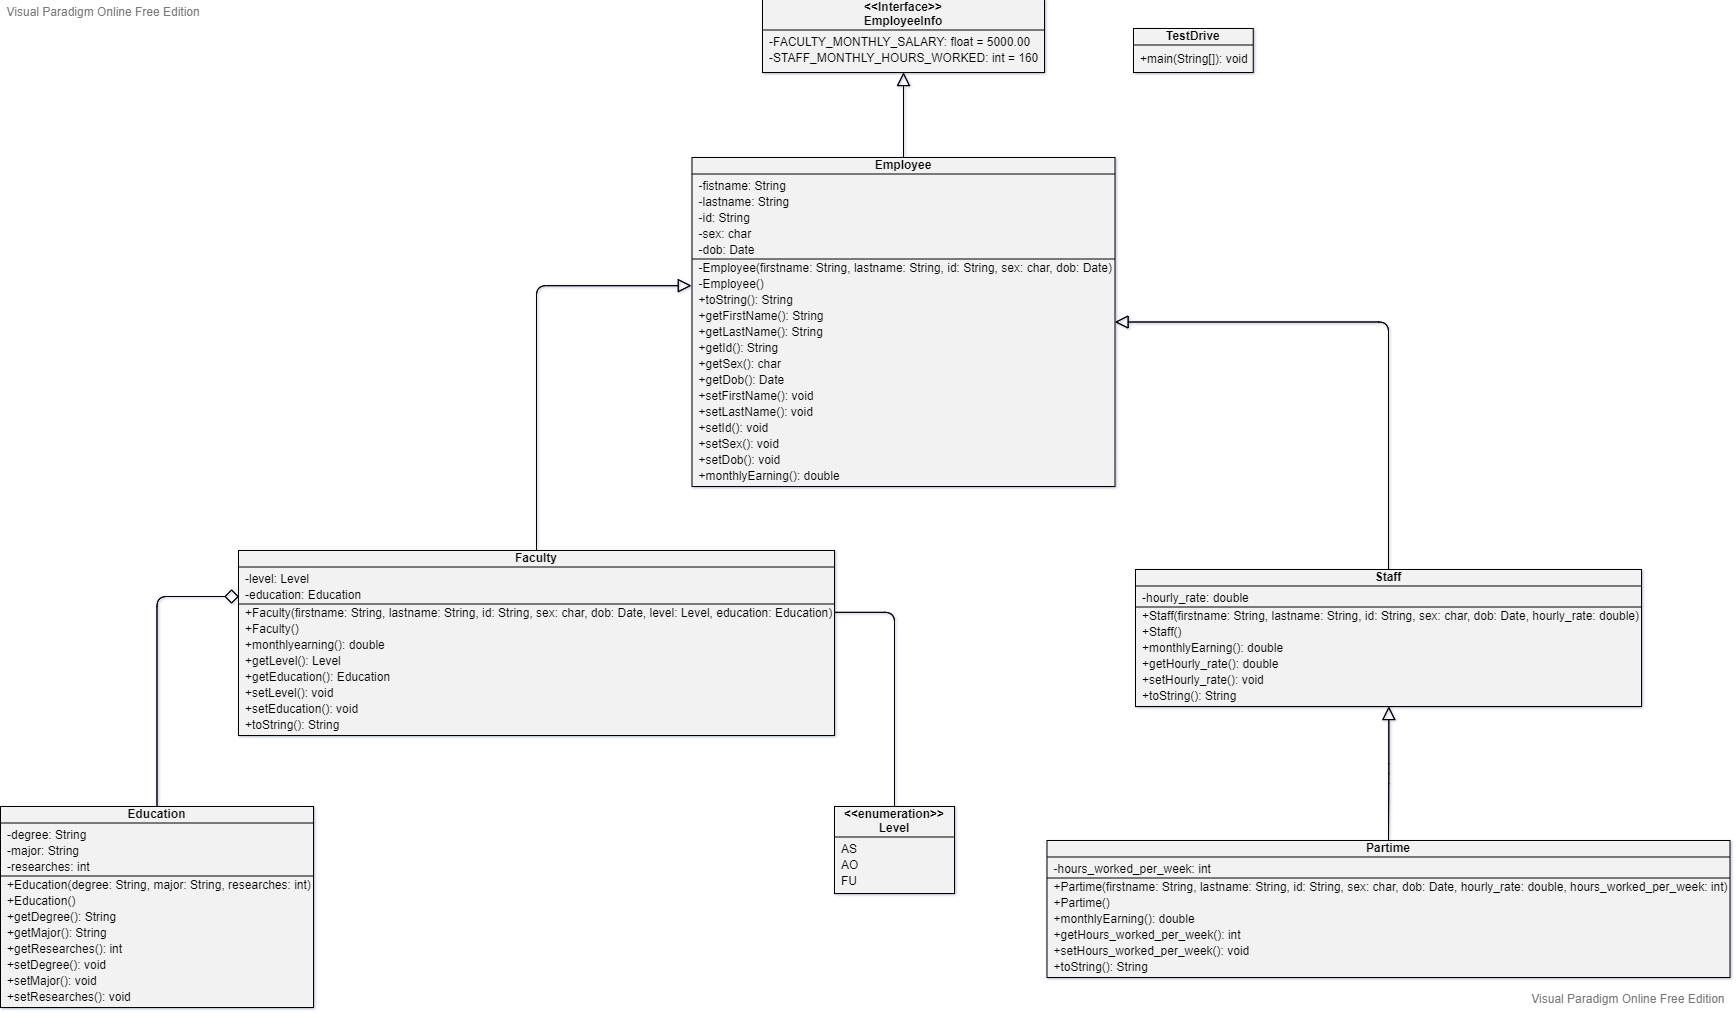 Visual Paradigm Online Free Edition
<<Interface>>
EmployeeInfo
-FACULTY_MONTHLY_SALARY: float = 5000.00
-STAFF_MONTHLY_HOURS_WORKED: int = 160
TestDrive
+main(String[]): void
Employee
-fistname: String
-lastname: String
-id: String
-sex: char
-dob: Date
-Employee(firstname: String, lastname: String, id: String, sex: char, dob: Date)
-Employee()
+toString(): String
+getFirstName(): String
+getLastName(): String
+getId(): String
+getSex(): char
+getDob(): Date
+setFirstName(): void
+setLastName(): void
+setId(): void
+setSex(): void
+setDob(): void
+monthlyEarning(): double
Faculty
-level: Level
-education: Education
+Faculty(firstname: String, lastname: String, id: String, sex: char, dob: Date, level: Level, education: Education)
+Faculty()
+monthlyearning(): double
+getLevel(): Level
+getEducation(): Education
+setLevel(): void
+setEducation(): void
+toString(): String
Staff
-hourly_rate: double
+Staff(firstname: String, lastname: String, id: String, sex: char, dob: Date, hourly_rate: double)
+Staff()
+monthlyEarning(): double
+getHourly_rate(): double
+setHourly_rate(): void
+toString(): String
Education
-degree: String
-major: String
-researches: int
+Education(degree: String, major: String, researches: int)
+Education()
+getDegree(): String
+getMajor(): String
+getResearches(): int
+setDegree(): void
+setMajor(): void
+setResearches(): void
<<enumeration>>
Level
AS
AO
FU
Partime
-hours_worked_per_week: int
+Partime(firstname: String, lastname: String, id: String, sex: char, dob: Date, hourly_rate: double, hours_worked_per_week: int)
+Partime()
+monthlyEarning(): double
+getHours_worked_per_week(): int
+setHours_worked_per_week(): void
+toString(): String
Visual Paradigm Online Free Edition